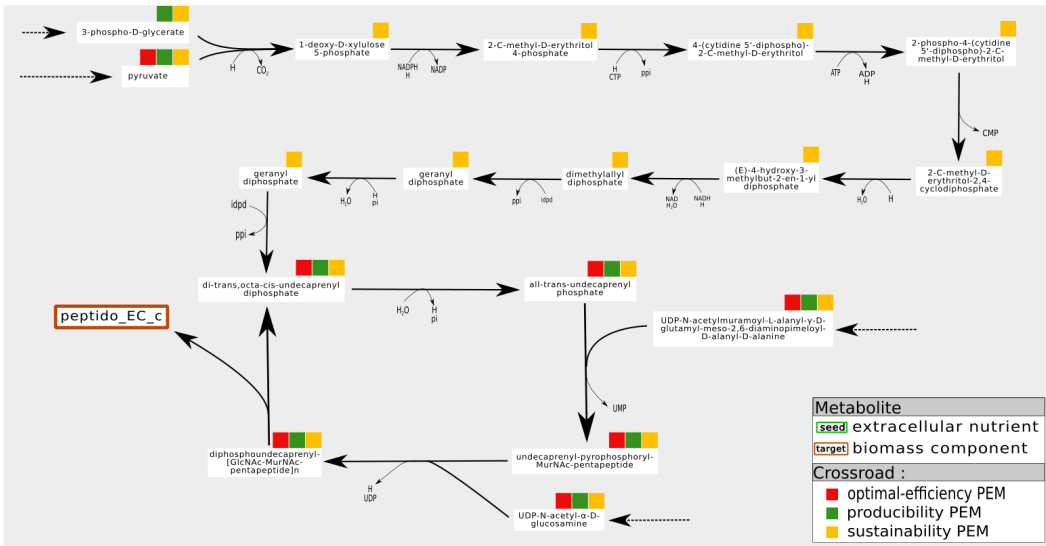 3-phospho-D-glycerate
pyruvate
H
CO2
1-deoxy-D-xylulose
5-phosphate
NADPH
H
NADP
2-C-methyl-D-erythritol
4-phosphate
H
CTP
ppi
4-(cytidine 5'-diphospho)-
2-C-methyl-D-erythritol
ATP
ADP
H
2-phospho-4-(cytidine
5'-diphospho)-2-C-
methyl-D-erythritol
CMP
geranyl
diphosphate
H2O
H
pi
geranyl
diphosphate
ppi
idpd
dimethylallyl
diphosphate
NAD
H2O
NADH
H
(E)-4-hydroxy-3-
methylbut-2-en-1-yl
diphosphate
H2O
H
2-C-methyl-D-
erythritol-2,4-
cyclodiphosphate
idpd
ppi
di-trans,octa-cis-undecaprenyl
diphosphate
H2O
H
pi
all-trans-undecaprenyl
phosphate
peptido_EC_c
UDP-N-acetylmuramoyl-L-alanyl-γ-D-
glutamyl-meso-2,6-diaminopimeloyl-
D-alanyl-D-alanine
UMP
diphosphoundecaprenyl-
[GlcNAc-MurNAc-
pentapeptide]n
H
UDP
undecaprenyl-pyrophosphoryl-
MurNAc-pentapeptide
UDP-N-acetyl-α-D-
glucosamine
Metabolite
seed extracellular nutrient
target biomass component
Crossroad :
optimal-efficiency PEM
producibility PEM
sustainability PEM